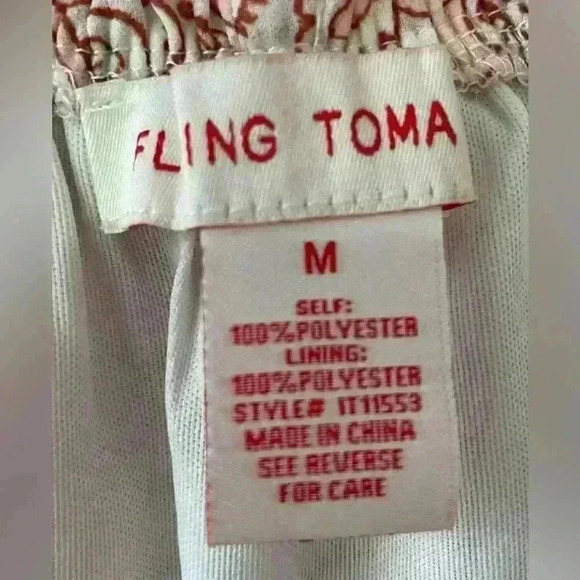 FLING TOMA
M
SELF:
100%POLYESTER
LINING:
100%POLYESTER
STYLE# IT11553
MADE IN CHINA
SEE REVERSE
FOR CARE